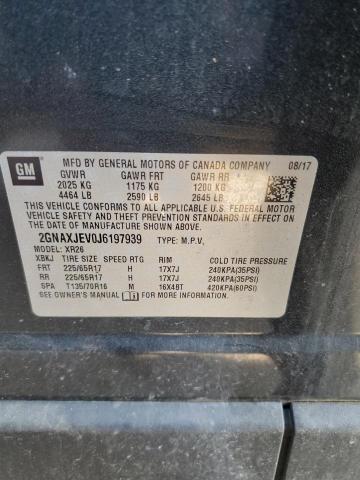 GM
MFD BY GENERAL MOTORS OF CANADA COMPANY 08/17
GVWR GAWR FRT GAWR RR
2025 KG 1175 KG 1200 KG
4464 LB 2590 LB 2645 LB
THIS VEHICLE CONFORMS TO ALL APPLICABLE U.S. FEDERAL MOTOR
VEHICLE SAFETY, BUMPER, AND THEFT PREVENTION STANDARDS
IN EFFECT ON THE DATE OF MANUFACTURE SHOWN ABOVE.
2GNAXJEV0J6197939 TYPE: M.P.V.
MODEL: XR26
XBKJ TIRE SIZE SPEED RTG RIM COLD TIRE PRESSURE
FRT 225/65R17 H 17X7J 240KPA(35PSI)
RR 225/65R17 H 17X7J 240KPA(35PSI)
SPA T135/70R16 M 16X4BT 420KPA(60PSI)
SEE OWNER'S MANUAL FOR MORE INFORMATION